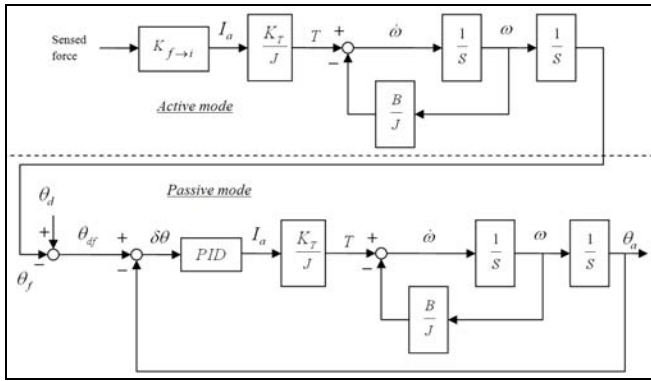 Sensed force
K f→i
I_a
K_T / J
T
+
−
ω̇
1 / S
ω
1 / S
B / J
Active mode
Passive mode
θ_d
+
−
θ_f
θ_df
+
−
δθ
PID
I_a
K_T / J
T
+
−
ω̇
1 / S
ω
1 / S
θ_a
B / J